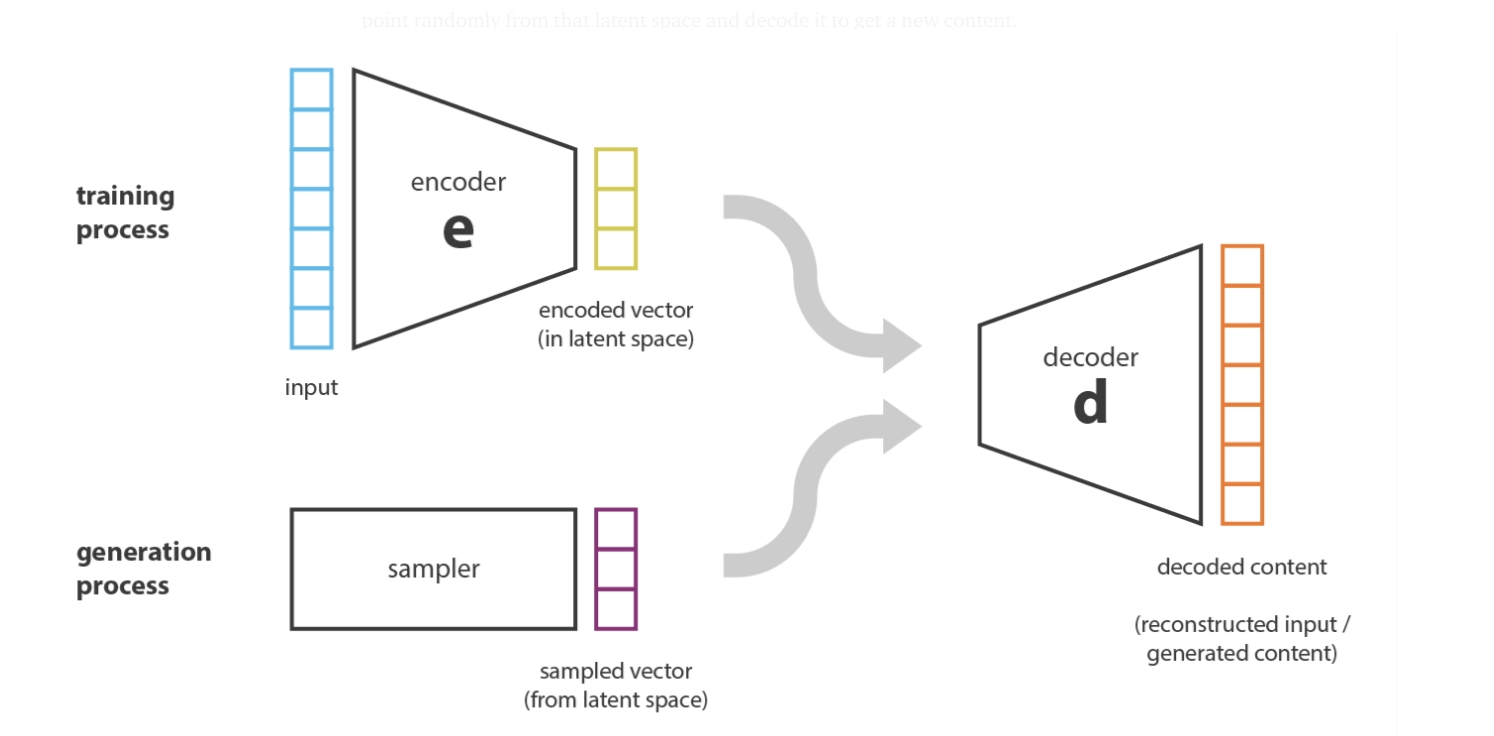 point randomly from that latent space and decode it to get a new content.
training
process
encoder
e
encoded vector
(in latent space)
input
decoder
d
decoded content
(reconstructed input /
generated content)
generation
process
sampler
sampled vector
(from latent space)